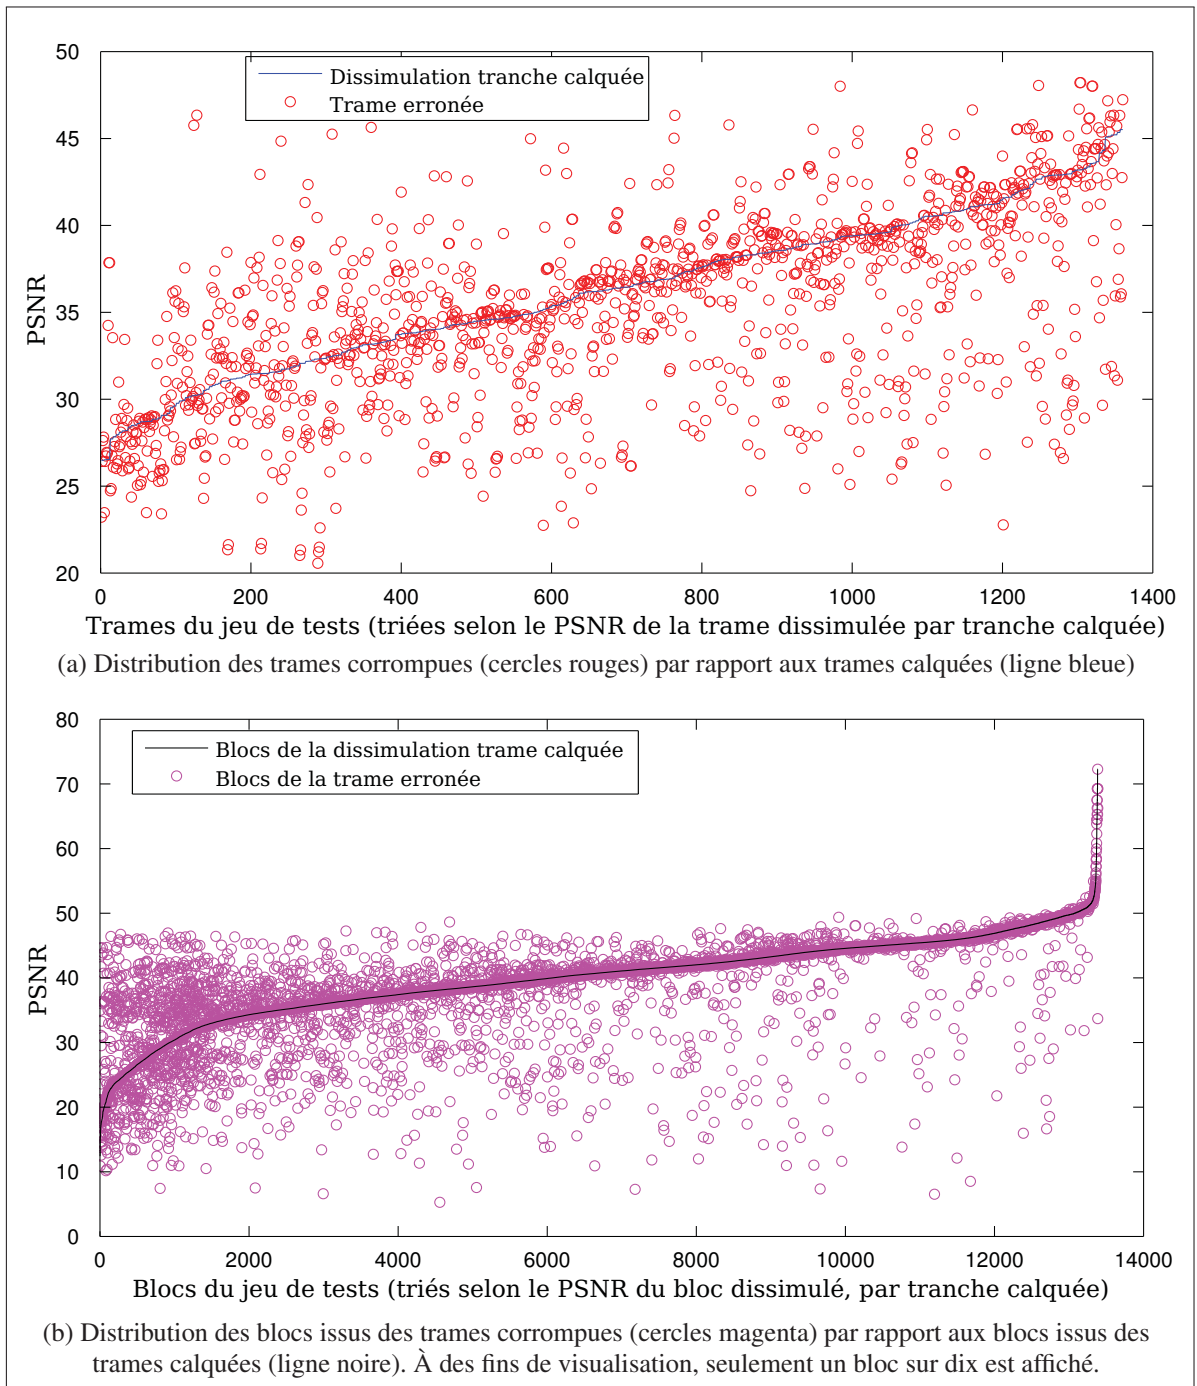 50
45
40
35
30
25
20
PSNR
Dissimulation tranche calquée
Trame erronée
0 200 400 600 800 1000 1200 1400
Trames du jeu de tests (triées selon le PSNR de la trame dissimulée par tranche calquée)
(a) Distribution des trames corrompues (cercles rouges) par rapport aux trames calquées (ligne bleue)
80
70
60
50
40
30
20
10
0
PSNR
Blocs de la dissimulation trame calquée
Blocs de la trame erronée
0 2000 4000 6000 8000 10000 12000 14000
Blocs du jeu de tests (triés selon le PSNR du bloc dissimulé, par tranche calquée)
(b) Distribution des blocs issus des trames corrompues (cercles magenta) par rapport aux blocs issus des
trames calquées (ligne noire). À des fins de visualisation, seulement un bloc sur dix est affiché.